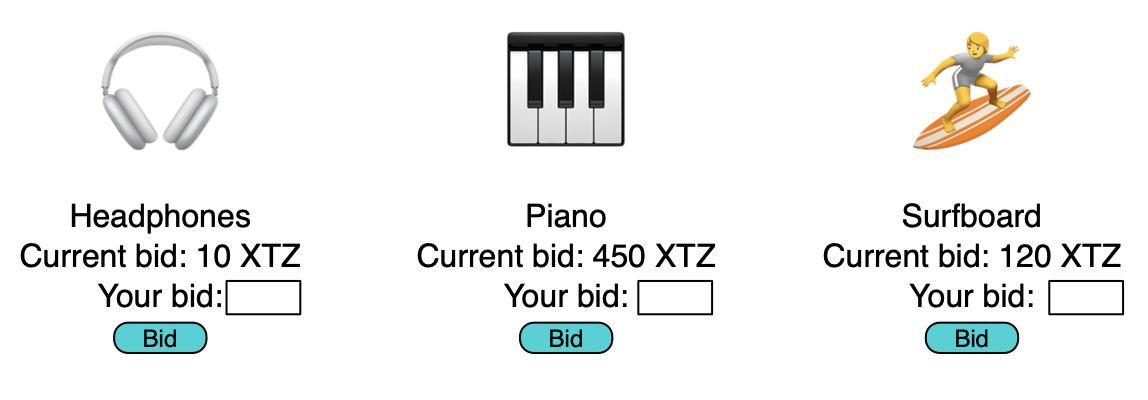 Headphones
Current bid: 10 XTZ
Your bid:
Bid
Piano
Current bid: 450 XTZ
Your bid:
Bid
Surfboard
Current bid: 120 XTZ
Your bid:
Bid